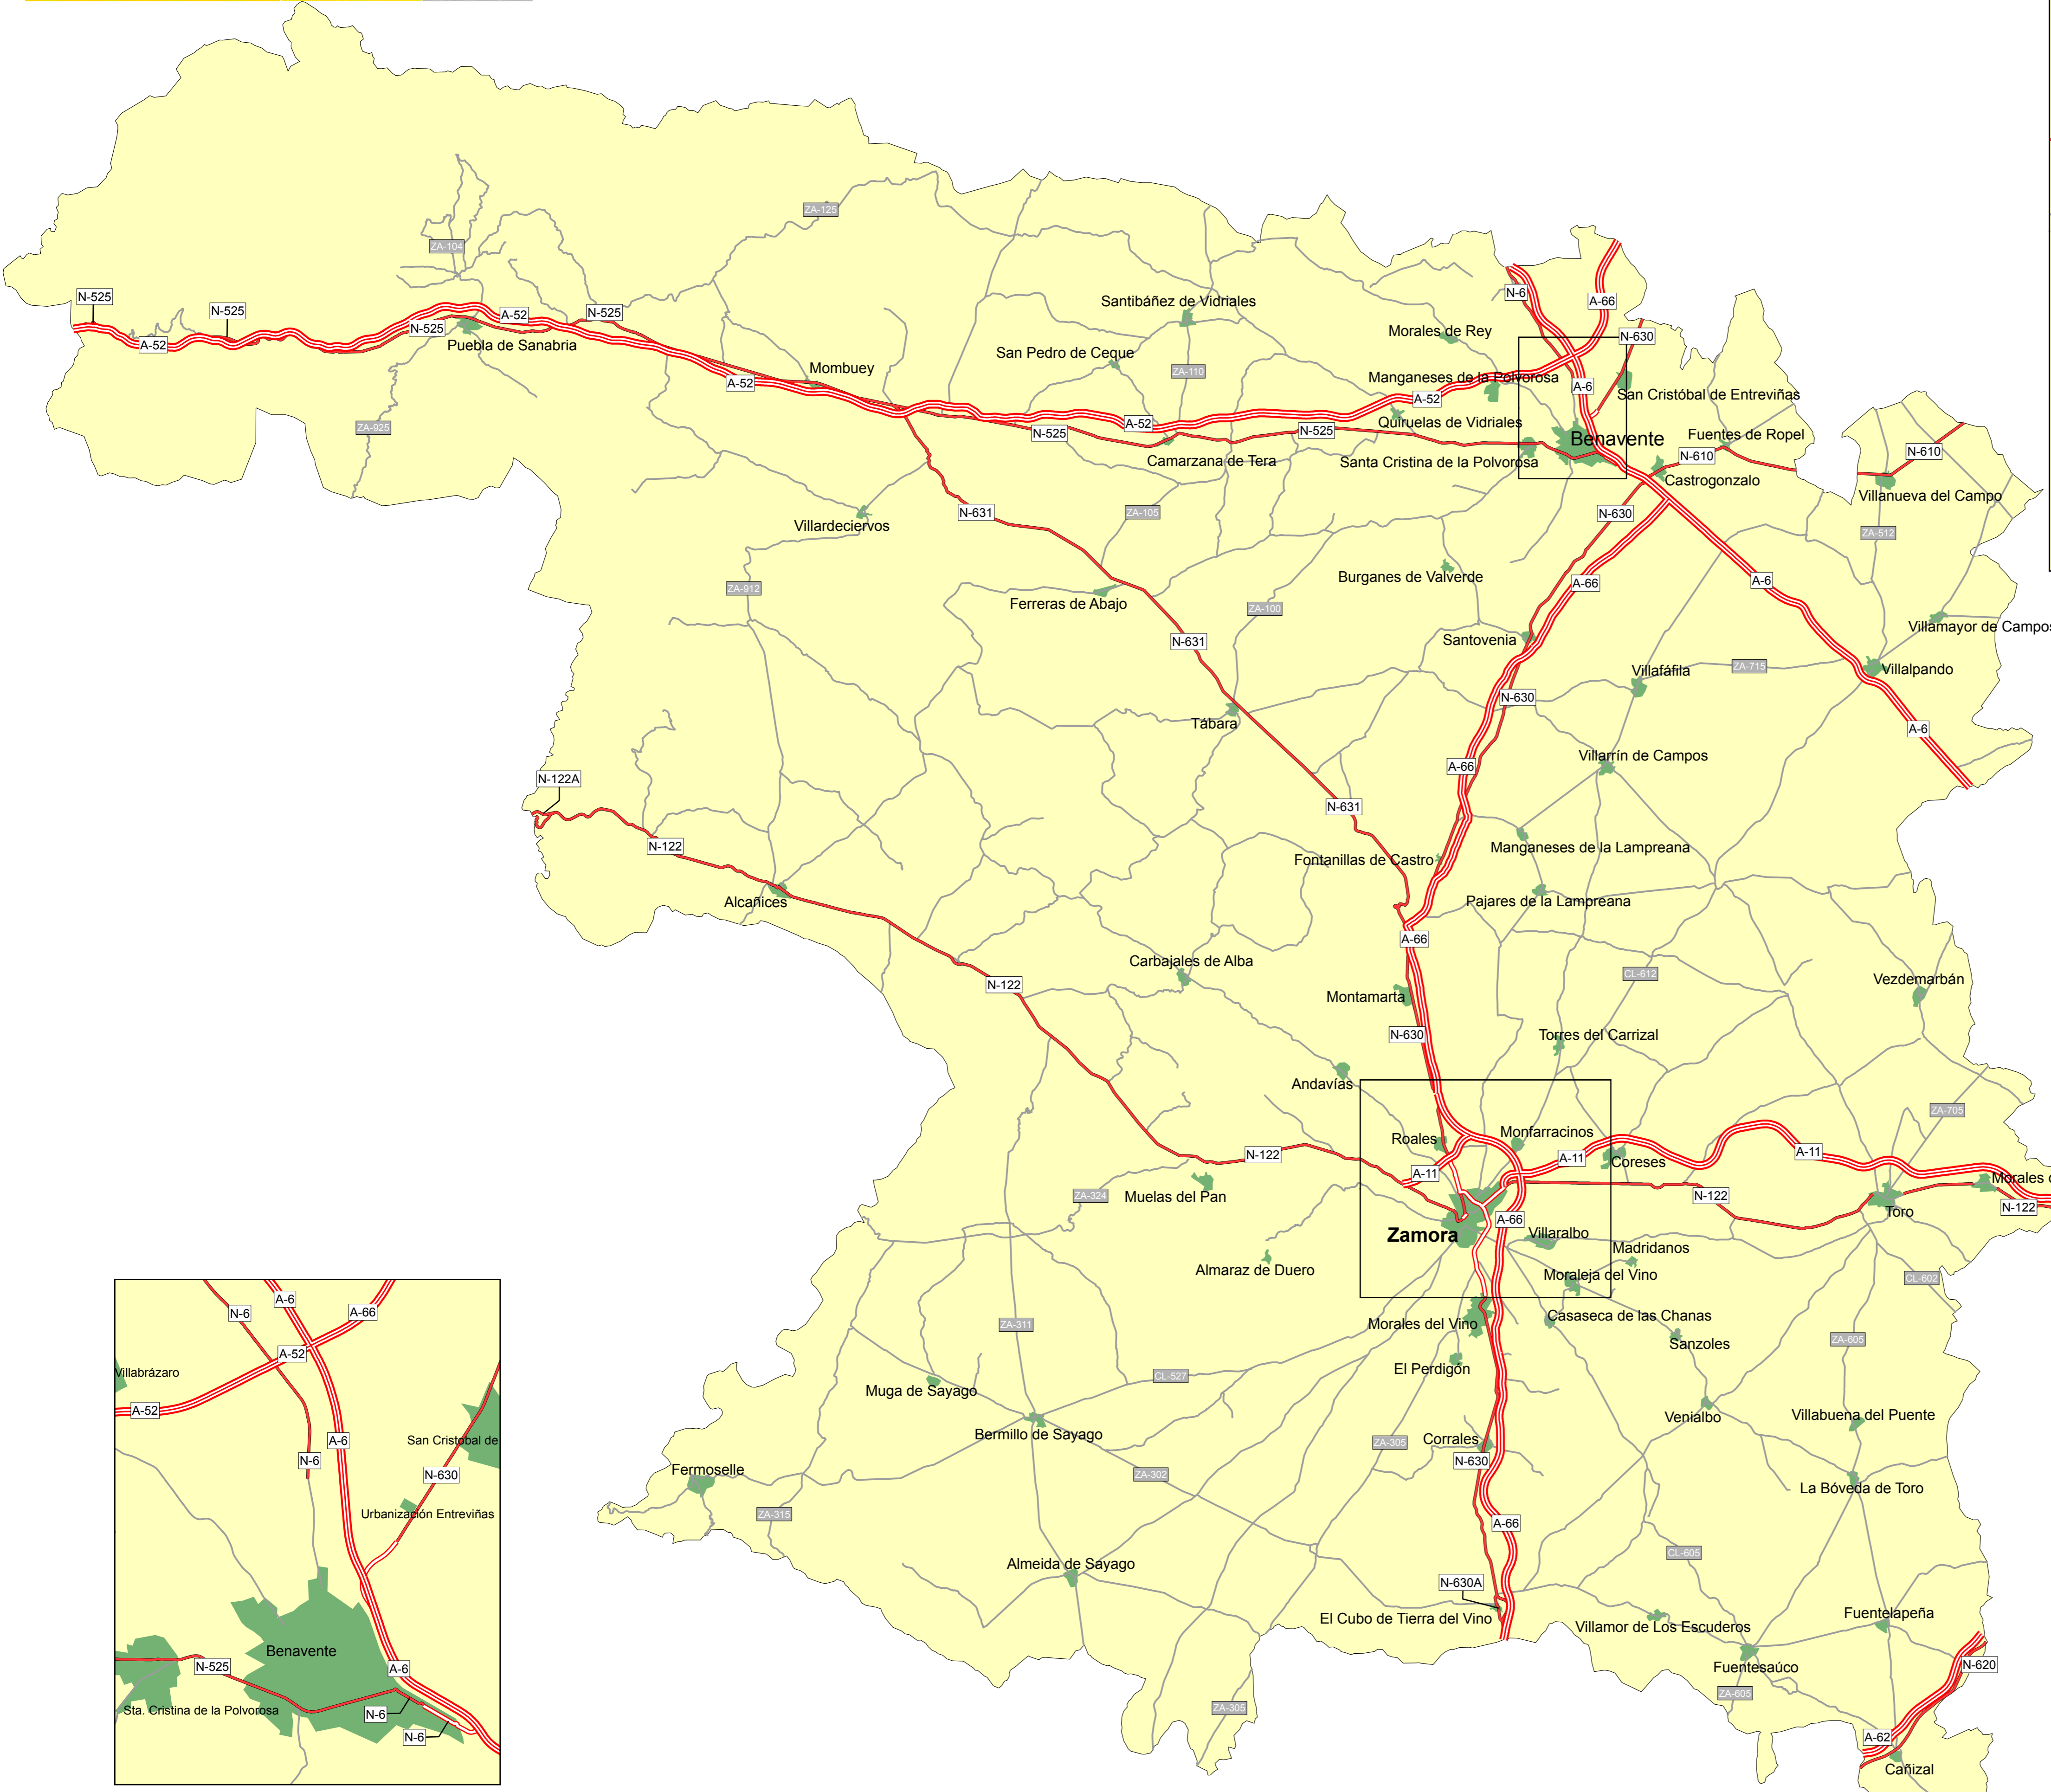 ZA-125
ZA-104
N-525
N-525
N-525
A-52
N-525
A-52
Puebla de Sanabria
Mombuey
A-52
Santibáñez de Vidriales
San Pedro de Ceque
ZA-110
Morales de Rey
N-6
A-66
N-630
Manganeses de la Polvorosa
A-52
A-6
San Cristóbal de Entreviñas
ZA-925
A-52
N-525
Quiruelas de Vidriales
N-525
Camarzana de Tera
Santa Cristina de la Polvorosa
Benavente
Fuentes de Ropel
N-610
N-610
Castrogonzalo
Villanueva del Campo
Villardeciervos
N-631
ZA-105
N-630
ZA-512
ZA-912
Ferreras de Abajo
ZA-100
Burganes de Valverde
A-66
A-6
N-631
Santovenia
Villamayor de Campos
Villafáfila
ZA-715
Villalpando
N-630
Tábara
A-6
Villarrín de Campos
A-66
N-122A
N-631
N-122
Manganeses de la Lampreana
Fontanillas de Castro
Alcañices
Pajares de la Lampreana
A-66
Carbajales de Alba
N-122
CL-612
Vezdemarbán
Montamarta
N-630
Torres del Carrizal
Andavías
ZA-705
Roales
Monfarracinos
N-122
A-11
A-11
Coreses
A-11
Muelas del Pan
ZA-324
N-122
Morales d
Toro
N-122
Zamora
A-66
Villaralbo
Madridanos
Almaraz de Duero
Moraleja del Vino
CL-602
ZA-311
Morales del Vino
Casaseca de las Chanas
Sanzoles
ZA-605
El Perdigón
CL-527
Muga de Sayago
Bermillo de Sayago
Venialbo
Villabuena del Puente
ZA-305
Corrales
N-630
Fermoselle
ZA-302
La Bóveda de Toro
ZA-315
A-66
Almeida de Sayago
CL-605
N-630A
El Cubo de Tierra del Vino
Villamor de Los Escuderos
Fuentelapeña
Fuentesaúco
N-620
ZA-305
ZA-605
A-62
Cañizal
N-6
A-6
A-66
A-52
Villabrázaro
A-52
A-6
San Cristobal de
N-6
N-630
Urbanización Entreviñas
Benavente
N-525
A-6
Sta. Cristina de la Polvorosa
N-6
N-6